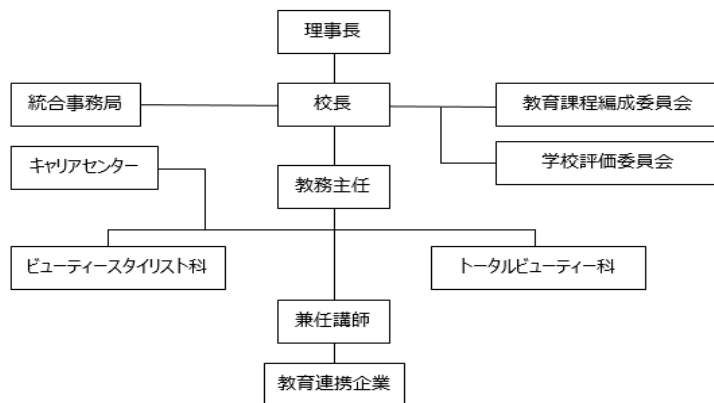 理事長
統合事務局
校長
教育課程編成委員会
キャリアセンター
学校評価委員会
教務主任
ビューティースタイリスト科
トータルビューティー科
兼任講師
教育連携企業